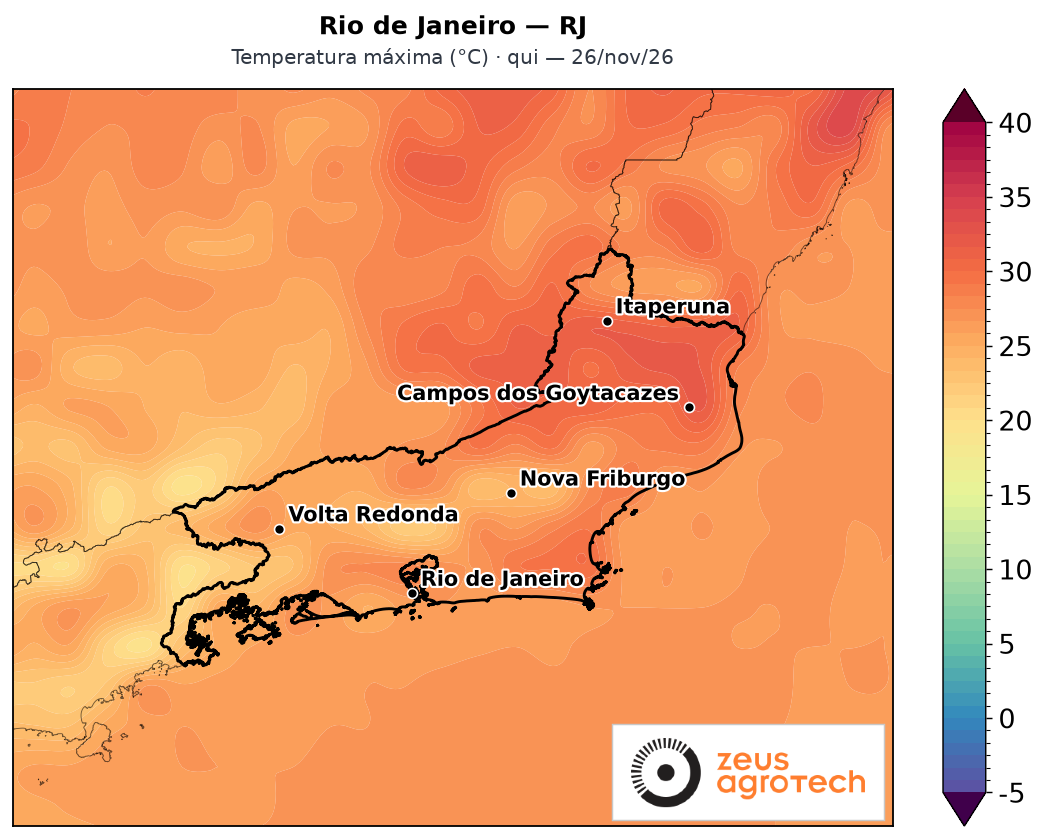 Rio de Janeiro — RJ
Temperatura máxima (°C) · qui — 26/nov/26
Itaperuna
Campos dos Goytacazes
Nova Friburgo
Volta Redonda
Rio de Janeiro
40
35
30
25
20
15
10
5
0
-5
zeus
agrotech